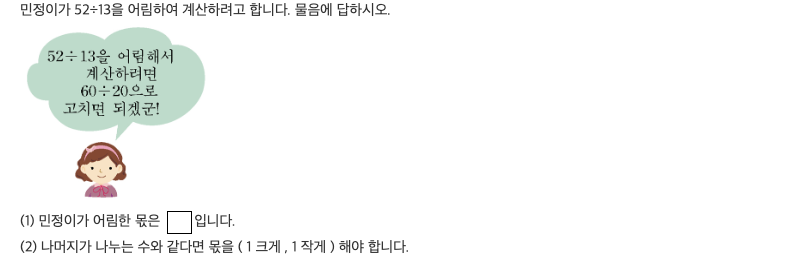 민정이가 52÷13을 어림하여 계산하려고 합니다. 물음에 답하시오.
52÷13을 어림해서
계산하려면
60÷20으로
고치면 되겠군!
(1) 민정이가 어림한 몫은 □입니다.
(2) 나머지가 나누는 수와 같다면 몫을 ( 1 크게 , 1 작게 ) 해야 합니다.